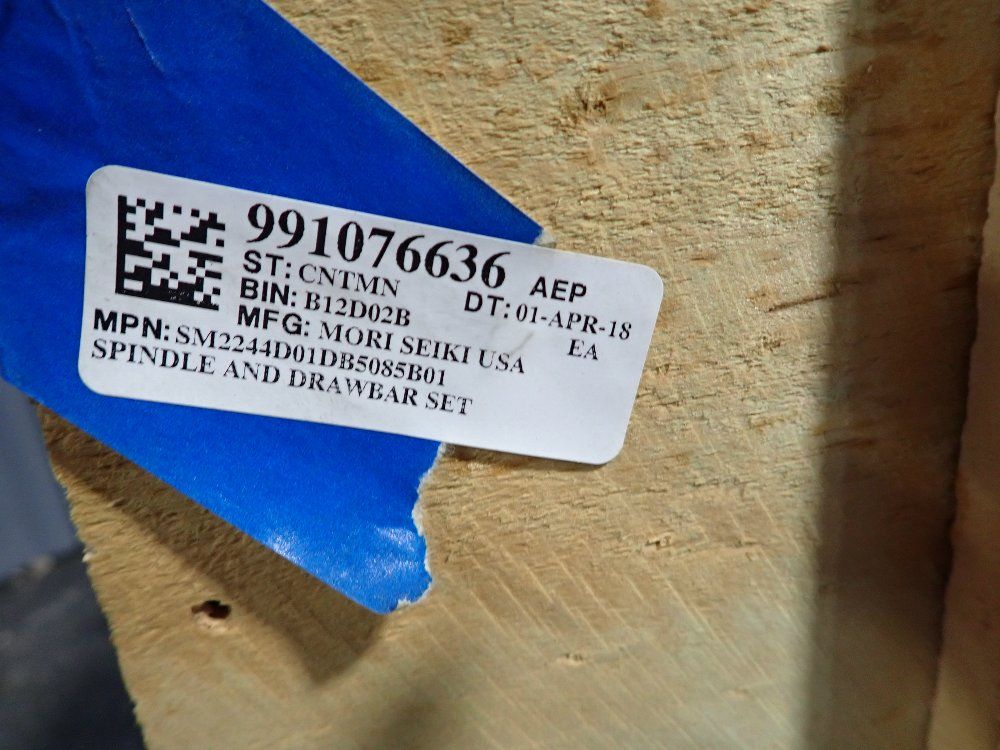 991076636 AEP
ST: CNTMN DT: 01-APR-18
BIN: B12D02B EA
MFG: MORI SEIKI USA
MPN: SM2244D01DB5085B01
SPINDLE AND DRAWBAR SET